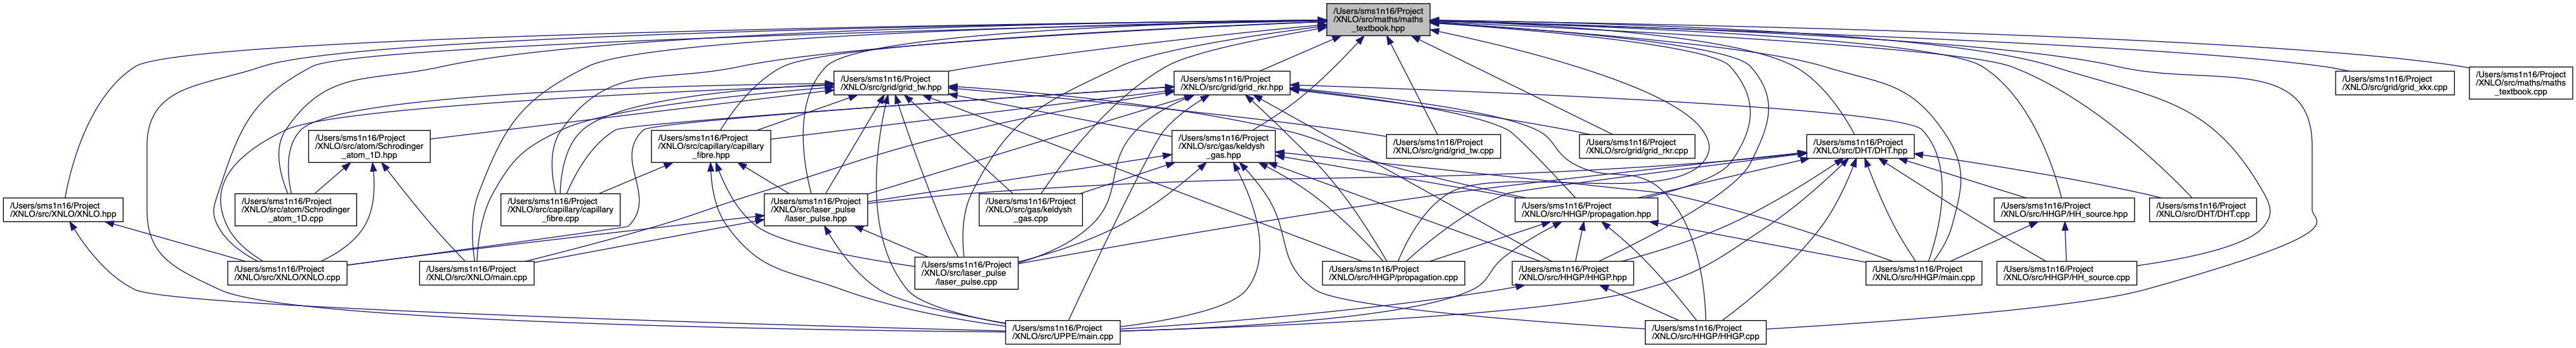 /Users/sms1n16/Project
/XNLO/src/maths/maths
_textbook.hpp
/Users/sms1n16/Project
/XNLO/src/grid/grid_tw.hpp
/Users/sms1n16/Project
/XNLO/src/grid/grid_rkr.hpp
/Users/sms1n16/Project
/XNLO/src/grid/grid_xkx.cpp
/Users/sms1n16/Project
/XNLO/src/maths/maths
_textbook.cpp
/Users/sms1n16/Project
/XNLO/src/atom/Schrodinger
_atom_1D.hpp
/Users/sms1n16/Project
/XNLO/src/capillary/capillary
_fibre.hpp
/Users/sms1n16/Project
/XNLO/src/gas/keldysh
_gas.hpp
/Users/sms1n16/Project
/XNLO/src/grid/grid_tw.cpp
/Users/sms1n16/Project
/XNLO/src/grid/grid_rkr.cpp
/Users/sms1n16/Project
/XNLO/src/DHT/DHT.hpp
/Users/sms1n16/Project
/XNLO/src/XNLO/XNLO.hpp
/Users/sms1n16/Project
/XNLO/src/atom/Schrodinger
_atom_1D.cpp
/Users/sms1n16/Project
/XNLO/src/capillary/capillary
_fibre.cpp
/Users/sms1n16/Project
/XNLO/src/laser_pulse
/laser_pulse.hpp
/Users/sms1n16/Project
/XNLO/src/gas/keldysh
_gas.cpp
/Users/sms1n16/Project
/XNLO/src/HHGP/propagation.hpp
/Users/sms1n16/Project
/XNLO/src/HHGP/HH_source.hpp
/Users/sms1n16/Project
/XNLO/src/DHT/DHT.cpp
/Users/sms1n16/Project
/XNLO/src/XNLO/XNLO.cpp
/Users/sms1n16/Project
/XNLO/src/XNLO/main.cpp
/Users/sms1n16/Project
/XNLO/src/laser_pulse
/laser_pulse.cpp
/Users/sms1n16/Project
/XNLO/src/HHGP/propagation.cpp
/Users/sms1n16/Project
/XNLO/src/HHGP/HHGP.hpp
/Users/sms1n16/Project
/XNLO/src/HHGP/main.cpp
/Users/sms1n16/Project
/XNLO/src/HHGP/HH_source.cpp
/Users/sms1n16/Project
/XNLO/src/UPPE/main.cpp
/Users/sms1n16/Project
/XNLO/src/HHGP/HHGP.cpp